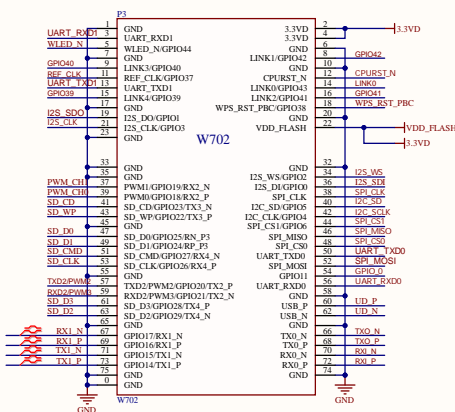 P3
1 GND 3.3VD 2 3.3VD
UART_RXD1 3 UART_RXD1 3.3VD 4
WLED_N 5 WLED_N/GPIO44 GND 6
7 GND LINK1/GPIO42 8 GPIO42
GPIO40 9 LINK3/GPIO40 GND 10
REF_CLK 11 REF_CLK/GPIO37 CPURST_N 12 CPURST_N
UART_TXD1 13 UART_TXD1 LINK0/GPIO43 14 LINK0
GPIO39 15 LINK4/GPIO39 LINK2/GPIO41 16 GPIO41
17 GND WPS_RST_PBC/GPIO38 18 WPS_RST_PBC
I2S_SDO 19 I2S_DO/GPIO1 GND 20
I2S_CLK 21 I2S_CLK/GPIO3 VDD_FLASH 22 VDD_FLASH
23 GND 3.3VD
W702
33 GND GND 32
35 GND I2S_WS/GPIO2 34 I2S_WS
PWM_CH1 37 PWM1/GPIO19/RX2_N I2S_DI/GPIO0 36 I2S_SDI
PWM_CH0 39 PWM0/GPIO18/RX2_P SPI_CLK 38 SPI_CLK
SD_CD 41 SD_CD/GPIO23/TX3_N I2C_SD/GPIO5 40 I2C_SD
SD_WP 43 SD_WP/GPIO22/TX3_P I2C_CLK/GPIO4 42 I2C_SCLK
45 GND SPI_CS1/GPIO6 44 SPI_CS1
SD_D0 47 SD_D0/GPIO25/RN_P3 SPI_MISO 46 SPI_MISO
SD_D1 49 SD_D1/GPIO24/RP_P3 SPI_CS0 48 SPI_CS0
SD_CMD 51 SD_CMD/GPIO27/RX4_N UART_TXD0 50 UART_TXD0
SD_CLK 53 SD_CLK/GPIO26/RX4_P SPI_MOSI 52 SPI_MOSI
55 GND GPIO11 54 GPIO_0
TXD2/PWM2 57 TXD2/PWM2/GPIO20/TX2_P UART_RXD0 56 UART_RXD0
RXD2/PWM3 59 RXD2/PWM3/GPIO21/TX2_N GND 58
SD_D3 61 SD_D3/GPIO28/TX4_P USB_P 60 UD_P
SD_D2 63 SD_D2/GPIO29/TX4_N USB_N 62 UD_N
65 GND GND 64
RX1_N 67 GPIO17/RX1_N TX0_N 66 TXO_N
RX1_P 69 GPIO16/RX1_P TX0_P 68 TXO_P
TX1_N 71 GPIO15/TX1_N RX0_N 70 RXI_N
TX1_P 73 GPIO14/TX1_P RX0_P 72 RXI_P
75 GND GND 74
0 GND
GND W702 GND